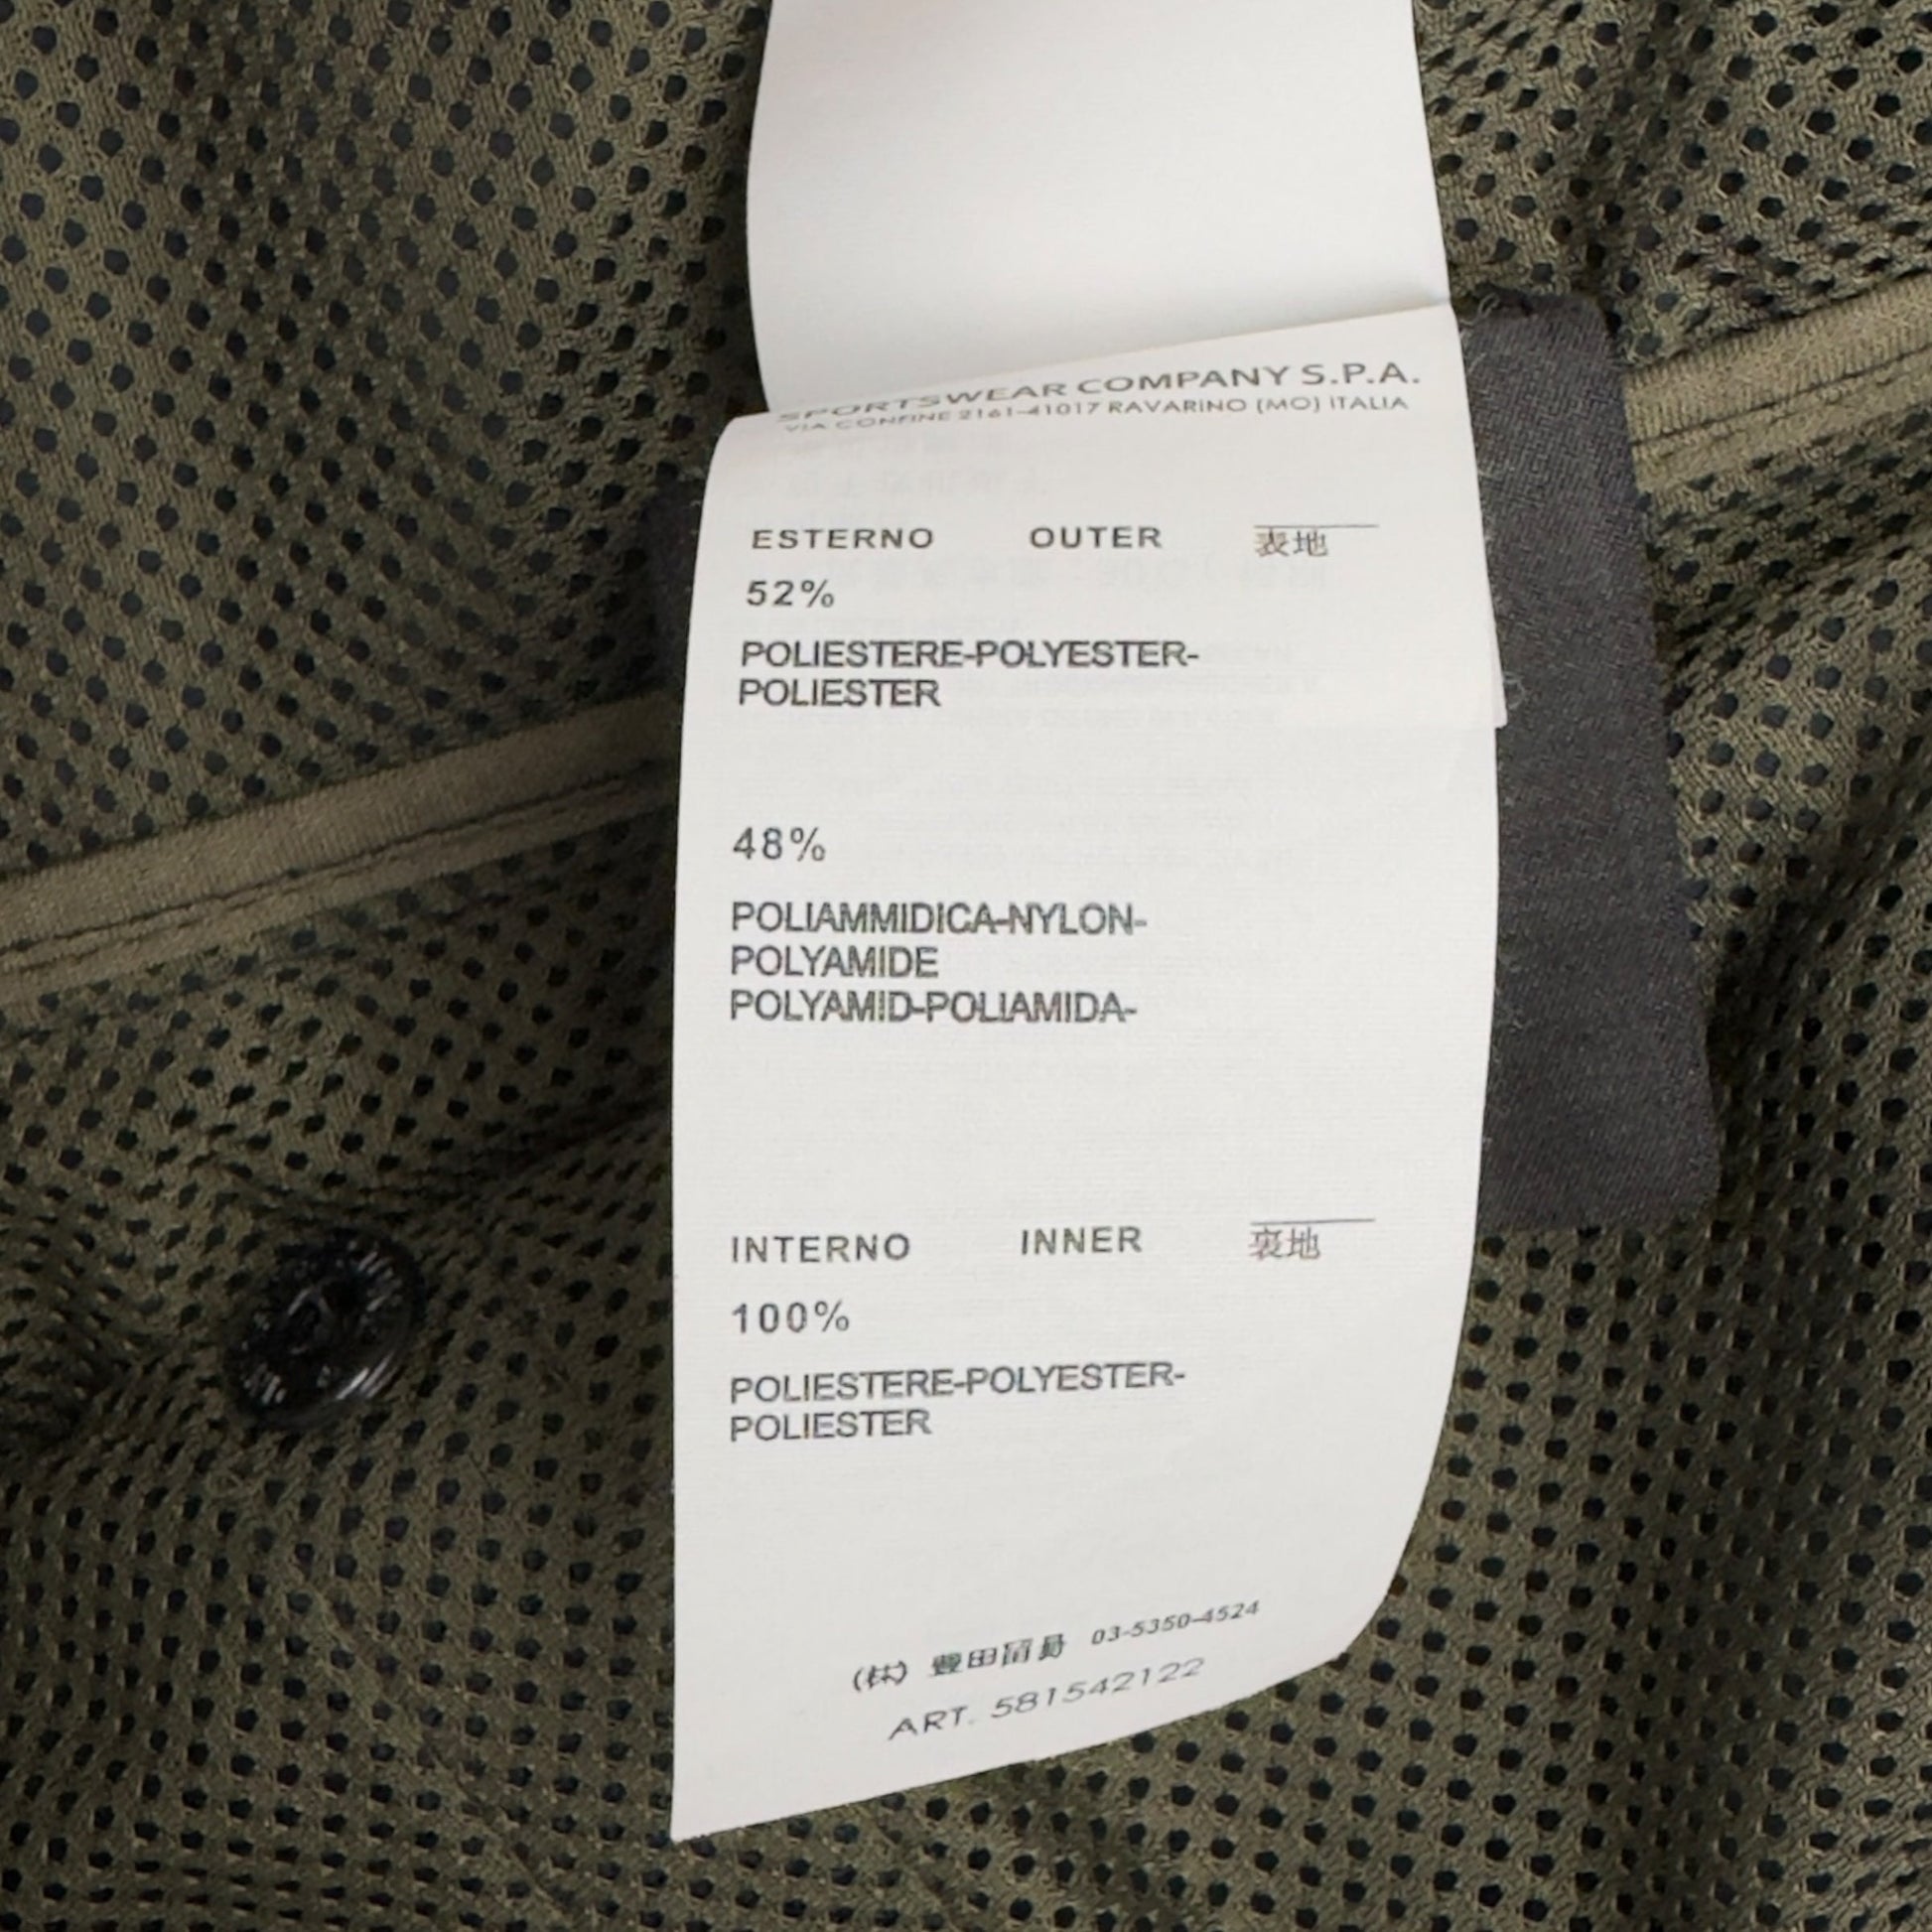 SPORTSWEAR COMPANY S.P.A.
VIA CONFINE 2161-41017 RAVARINO (MO) ITALIA
ESTERNO OUTER 表地
52%
POLIESTERE-POLYESTER-
POLIESTER
48%
POLIAMMIDICA-NYLON-
POLYAMIDE
POLYAMID-POLIAMIDA-
INTERNO INNER 裏地
100%
POLIESTERE-POLYESTER-
POLIESTER
(株) 豊田 03-5350-4524
ART. 581542122